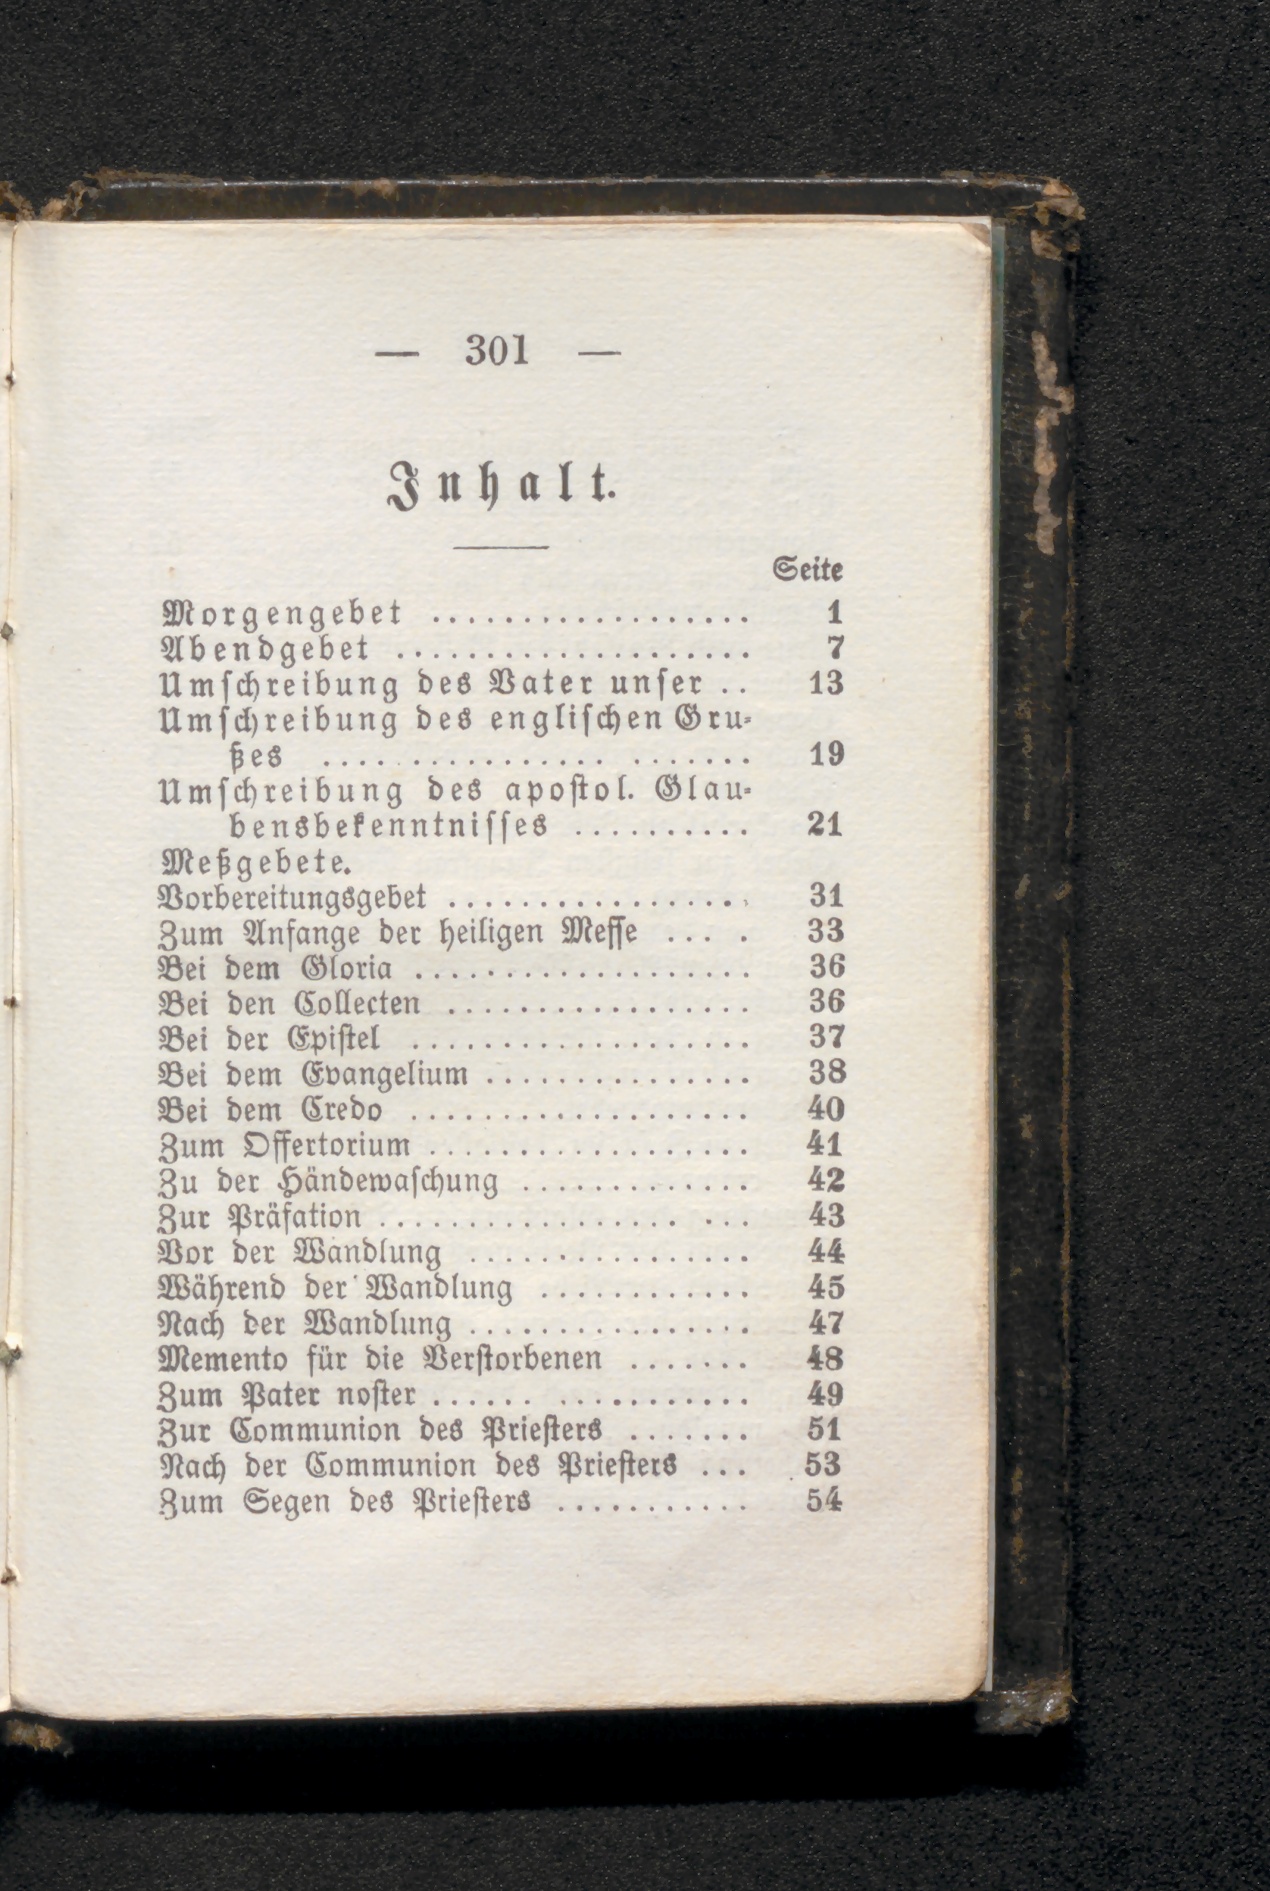 — 301 —
Inhalt.
Seite
Morgengebet .................. 1
Abendgebet .................... 7
Umschreibung des Vater unser .. 13
Umschreibung des englischen Gru-
ßes ........................ 19
Umschreibung des apostol. Glau-
bensbekenntnisses .......... 21
Meßgebete.
Vorbereitungsgebet ................. 31
Zum Anfange der heiligen Messe .... 33
Bei dem Gloria ................... 36
Bei den Collecten ................. 36
Bei der Epistel ................... 37
Bei dem Evangelium ............... 38
Bei dem Credo ................... 40
Zum Offertorium .................. 41
Zu der Händewaschung ............. 42
Zur Präfation .................. 43
Vor der Wandlung ................ 44
Während der Wandlung ............ 45
Nach der Wandlung ................ 47
Memento für die Verstorbenen ....... 48
Zum Pater noster ................. 49
Zur Communion des Priesters ....... 51
Nach der Communion des Priesters ... 53
Zum Segen des Priesters ........... 54